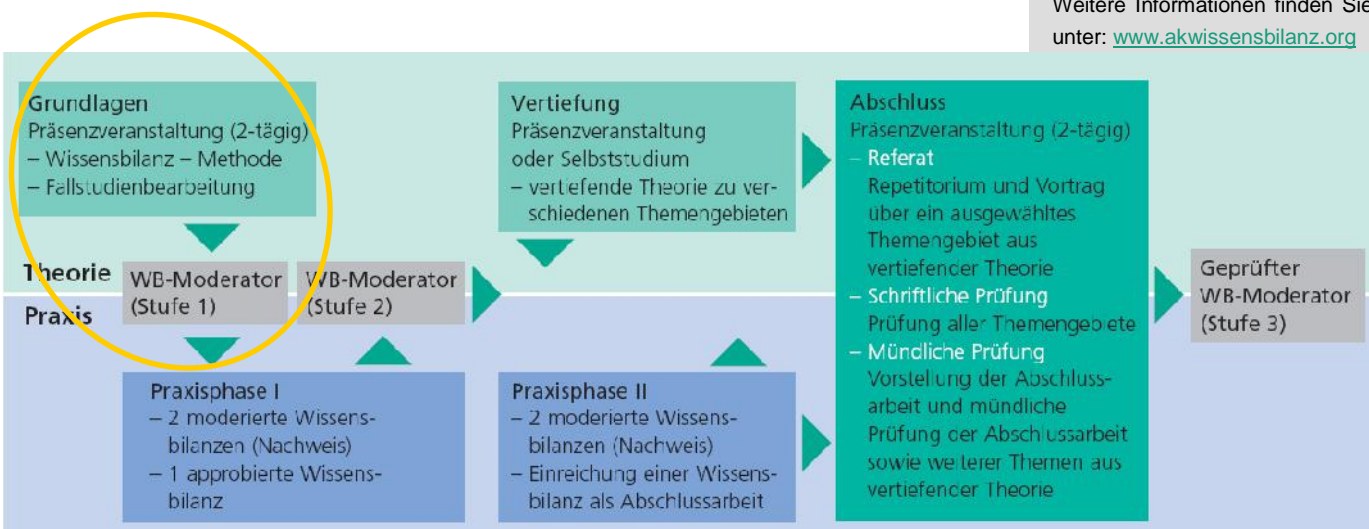 Weitere Informationen finden Sie
unter: www.akwissensbilanz.org
Grundlagen
Präsenzveranstaltung (2-tägig)
– Wissensbilanz – Methode
– Fallstudienbearbeitung
Vertiefung
Präsenzveranstaltung
oder Selbststudium
– vertiefende Theorie zu ver-
schiedenen Themengebieten
Abschluss
Präsenzveranstaltung (2-tägig)
– Referat
Repetitorium und Vortrag
über ein ausgewähltes
Themengebiet aus
vertiefender Theorie
– Schriftliche Prüfung
Prüfung aller Themengebiete
– Mündliche Prüfung
Vorstellung der Abschluss-
arbeit und mündliche
Prüfung der Abschlussarbeit
sowie weiterer Themen aus
vertiefender Theorie
Theorie
Praxis
WB-Moderator
(Stufe 1)
WB-Moderator
(Stufe 2)
Geprüfter
WB-Moderator
(Stufe 3)
Praxisphase I
– 2 moderierte Wissens-
bilanzen (Nachweis)
– 1 approbierte Wissens-
bilanz
Praxisphase II
– 2 moderierte Wissens-
bilanzen (Nachweis)
– Einreichung einer Wissens-
bilanz als Abschlussarbeit